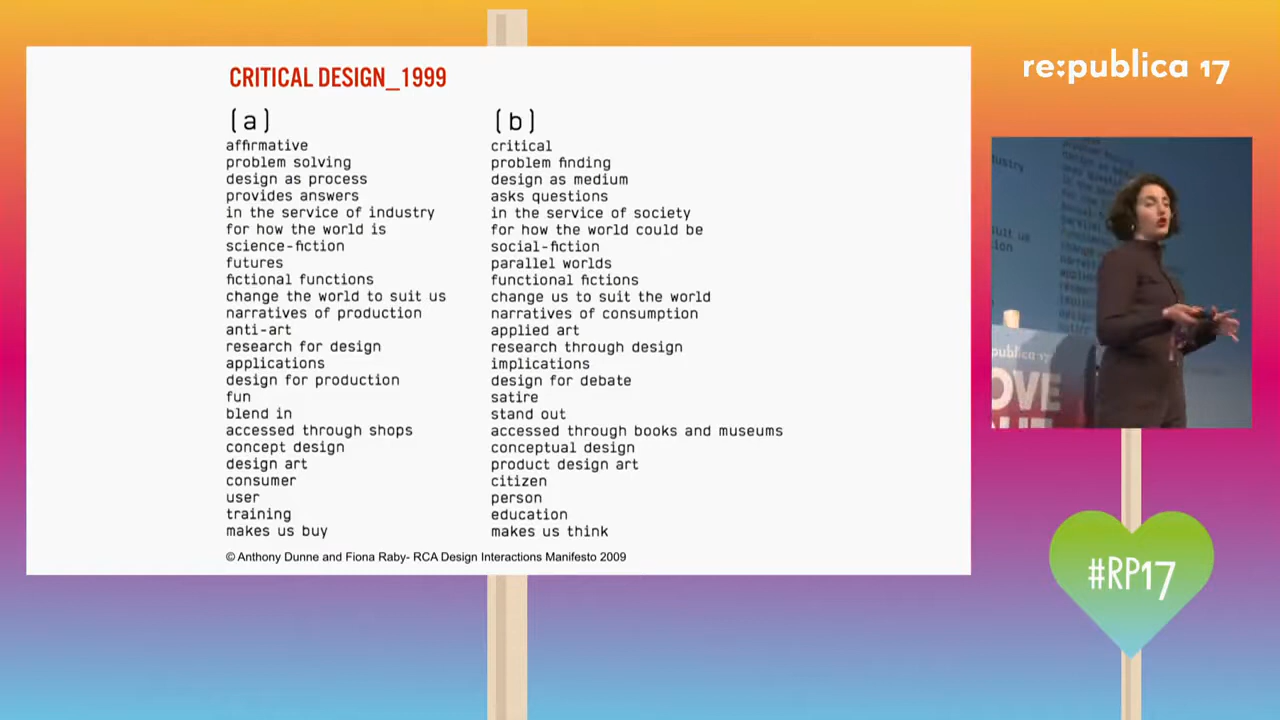 CRITICAL DESIGN_1999
(a)
affirmative
problem solving
design as process
provides answers
in the service of industry
for how the world is
science-fiction
futures
fictional functions
change the world to suit us
narratives of production
anti-art
research for design
applications
design for production
fun
blend in
accessed through shops
concept design
design art
consumer
user
training
makes us buy
(b)
critical
problem finding
design as medium
asks questions
in the service of society
for how the world could be
social-fiction
parallel worlds
functional fictions
change us to suit the world
narratives of consumption
applied art
research through design
implications
design for debate
satire
stand out
accessed through books and museums
conceptual design
product design art
citizen
person
education
makes us think
© Anthony Dunne and Fiona Raby- RCA Design Interactions Manifesto 2009
re:publica 17
#RP17